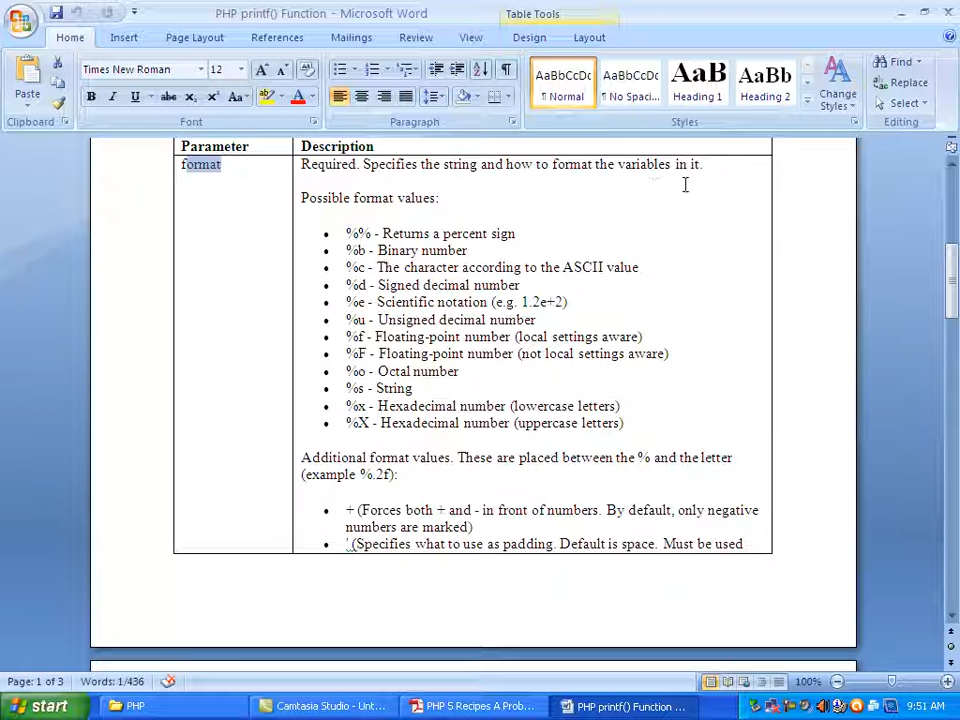 PHP printf() Function - Microsoft Word
Table Tools
Home Insert Page Layout References Mailings Review View Design Layout
Paste
Clipboard
Times New Roman 12
B I U abc x₂ x² Aa
Font
Paragraph
AaBbCcDc AaBbCcDc AaB AaBb
¶ Normal ¶ No Spaci... Heading 1 Heading 2
Change Styles
Styles
Find
Replace
Select
Editing
Parameter Description
format Required. Specifies the string and how to format the variables in it.
Possible format values:
• %% - Returns a percent sign
• %b - Binary number
• %c - The character according to the ASCII value
• %d - Signed decimal number
• %e - Scientific notation (e.g. 1.2e+2)
• %u - Unsigned decimal number
• %f - Floating-point number (local settings aware)
• %F - Floating-point number (not local settings aware)
• %o - Octal number
• %s - String
• %x - Hexadecimal number (lowercase letters)
• %X - Hexadecimal number (uppercase letters)
Additional format values. These are placed between the % and the letter
(example %.2f):
• + (Forces both + and - in front of numbers. By default, only negative
numbers are marked)
• ' (Specifies what to use as padding. Default is space. Must be used
Page: 1 of 3 Words: 1/436 100%
start PHP Camtasia Studio - Unt... PHP 5 Recipes A Prob... PHP printf() Function ... 9:51 AM